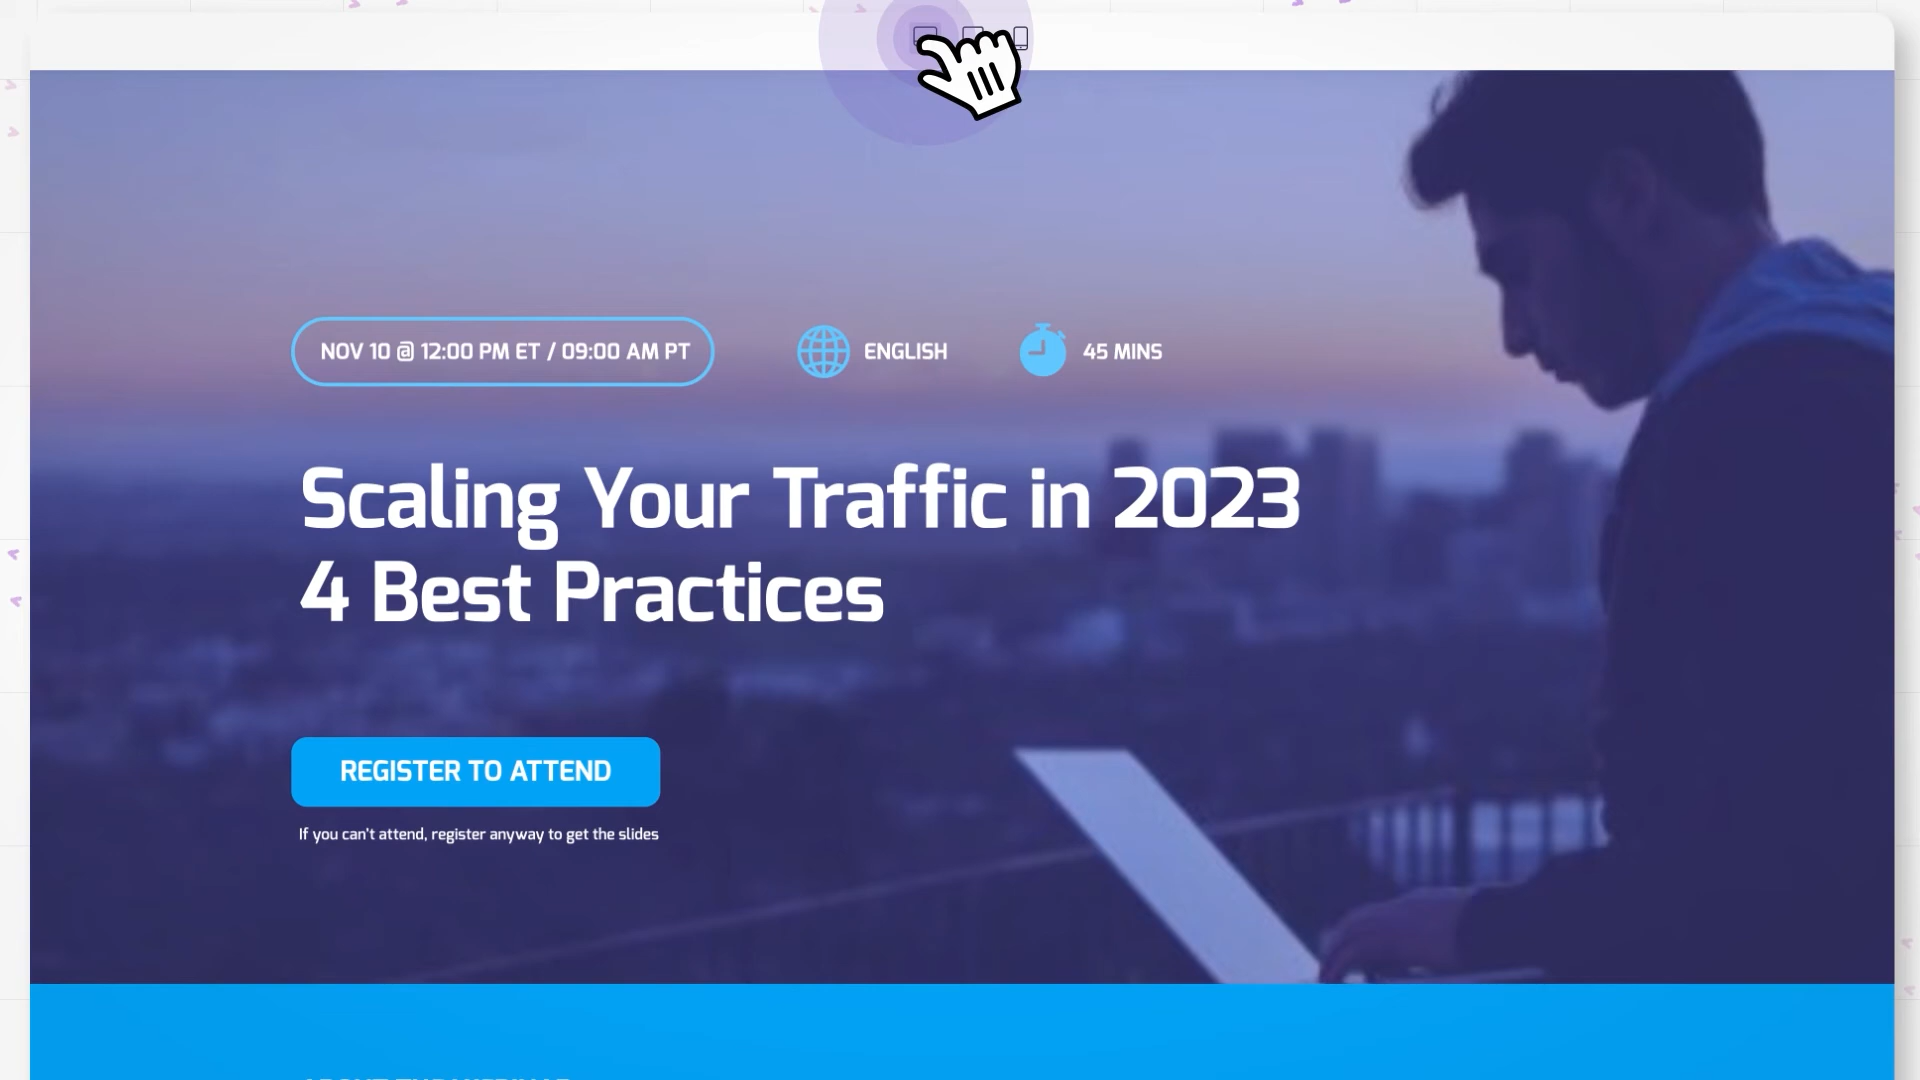 NOV 10 @ 12:00 PM ET / 09:00 AM PT
ENGLISH
45 MINS
Scaling Your Traffic in 2023
4 Best Practices
REGISTER TO ATTEND
If you can't attend, register anyway to get the slides